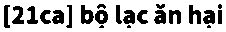 [21ca] bộ lạc ăn hại